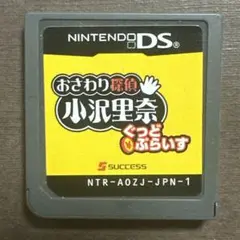 NINTENDO DS
おさわり探偵
小沢里奈
ぐっど
ぷらいす
SUCCESS
NTR-AOZJ-JPN-1